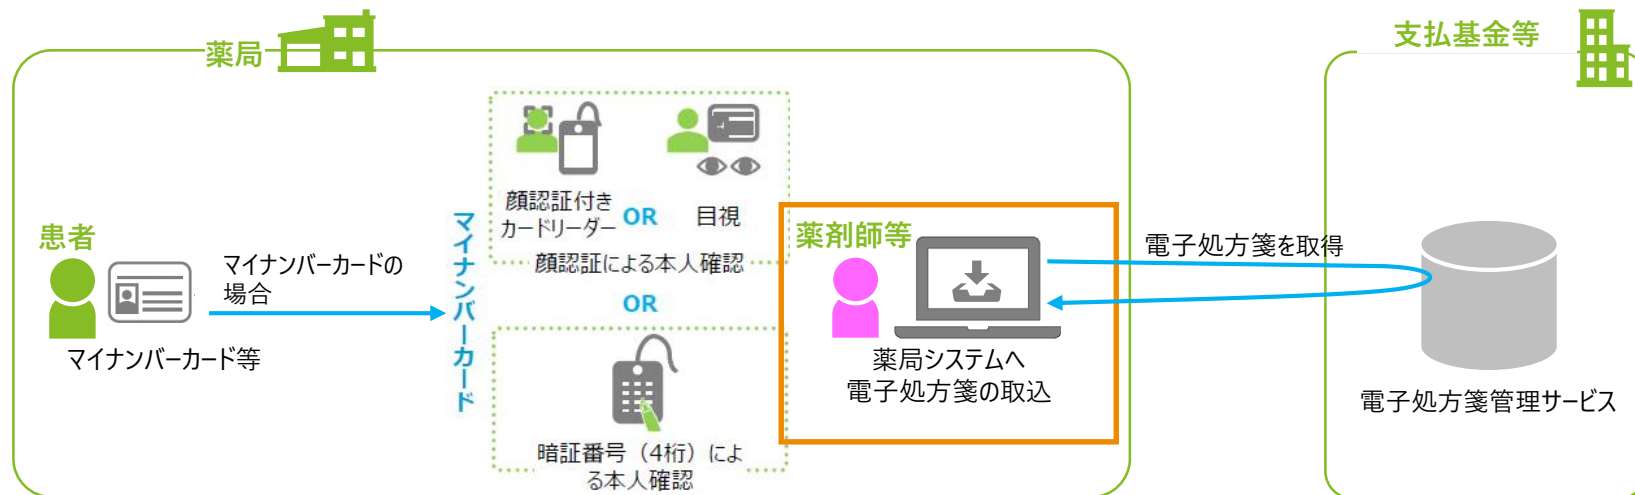 薬局
支払基金等
患者
マイナンバーカード等
マイナンバーカードの
場合
マイナンバーカード
顔認証付き
カードリーダー
OR
目視
顔認証による本人確認
OR
暗証番号（4桁）によ
る本人確認
薬剤師等
薬局システムへ
電子処方箋の取込
電子処方箋を取得
電子処方箋管理サービス